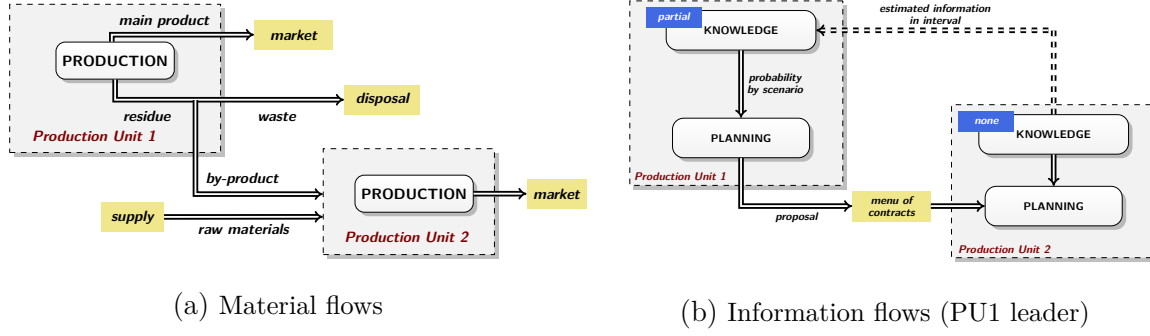 main product
market
PRODUCTION
residue
waste
disposal
Production Unit 1
by-product
supply
raw materials
PRODUCTION
market
Production Unit 2
(a) Material flows
partial
KNOWLEDGE
estimated information
in interval
probability
by scenario
PLANNING
Production Unit 1
proposal
menu of
contracts
none
KNOWLEDGE
PLANNING
Production Unit 2
(b) Information flows (PU1 leader)